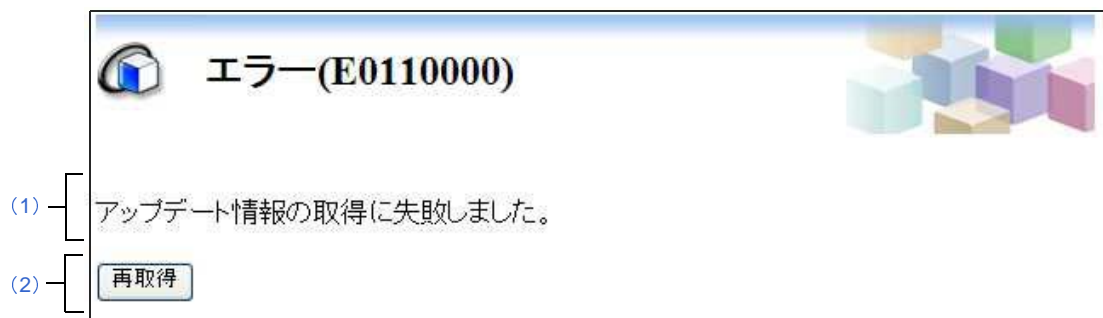 エラー(E0110000)
(1)
アップデート情報の取得に失敗しました。
(2)
再取得